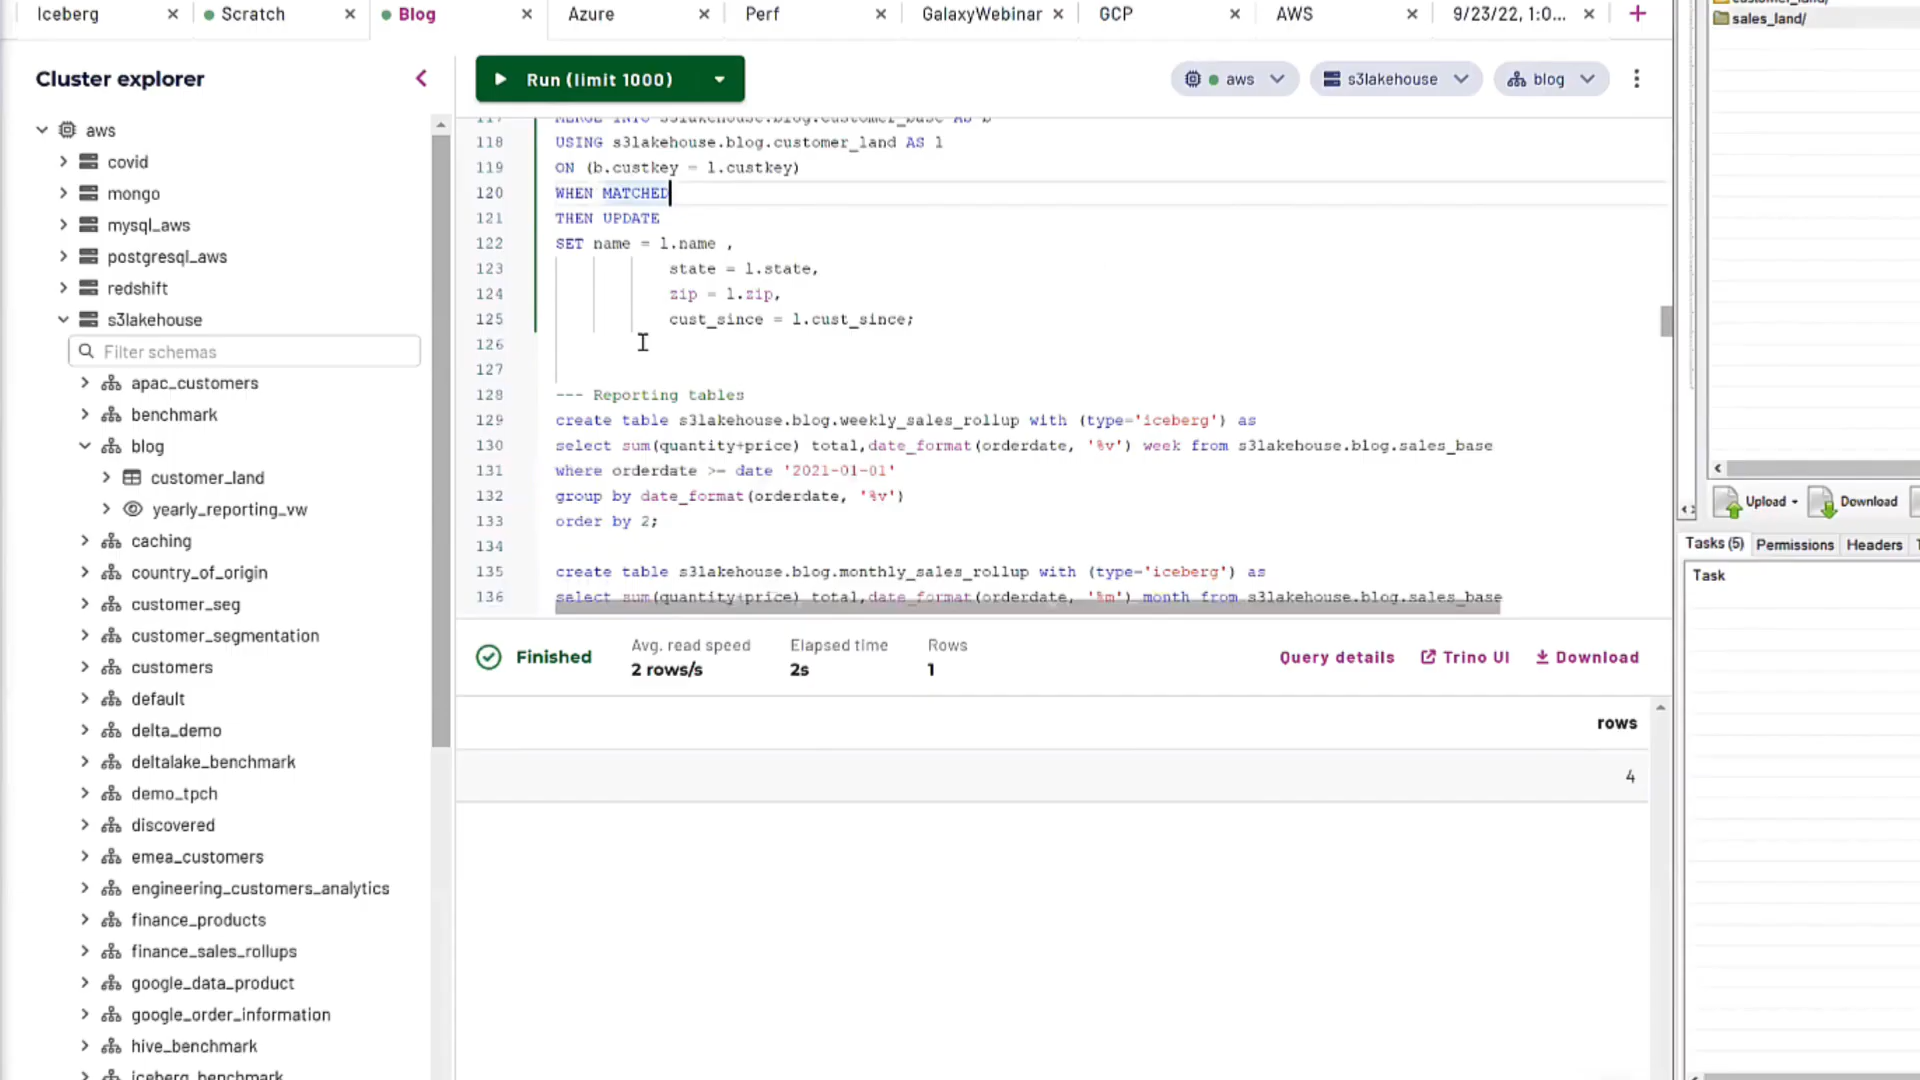 Iceberg
Scratch
Blog
Azure
Perf
GalaxyWebinar
GCP
AWS
9/23/22, 1:0...
Cluster explorer
aws
covid
mongo
mysql_aws
postgresql_aws
redshift
s3lakehouse
Filter schemas
apac_customers
benchmark
blog
customer_land
yearly_reporting_vw
caching
country_of_origin
customer_seg
customer_segmentation
customers
default
delta_demo
deltalake_benchmark
demo_tpch
discovered
emea_customers
engineering_customers_analytics
finance_products
finance_sales_rollups
google_data_product
google_order_information
hive_benchmark
iceberg_benchmark
Run (limit 1000)
aws
s3lakehouse
blog
117 MERGE INTO s3lakehouse.blog.customer_base AS b
118 USING s3lakehouse.blog.customer_land AS l
119 ON (b.custkey = l.custkey)
120 WHEN MATCHED
121 THEN UPDATE
122 SET name = l.name ,
123 state = l.state,
124 zip = l.zip,
125 cust_since = l.cust_since;
126
127
128 --- Reporting tables
129 create table s3lakehouse.blog.weekly_sales_rollup with (type='iceberg') as
130 select sum(quantity*price) total,date_format(orderdate, '%v') week from s3lakehouse.blog.sales_base
131 where orderdate >= date '2021-01-01'
132 group by date_format(orderdate, '%v')
133 order by 2;
134
135 create table s3lakehouse.blog.monthly_sales_rollup with (type='iceberg') as
136 select sum(quantity*price) total,date_format(orderdate, '%m') month from s3lakehouse.blog.sales_base
Finished
Avg. read speed
2 rows/s
Elapsed time
2s
Rows
1
Query details
Trino UI
Download
rows
4
customer_land/
sales_land/
Upload
Download
Tasks (5)
Permissions
Headers
Task